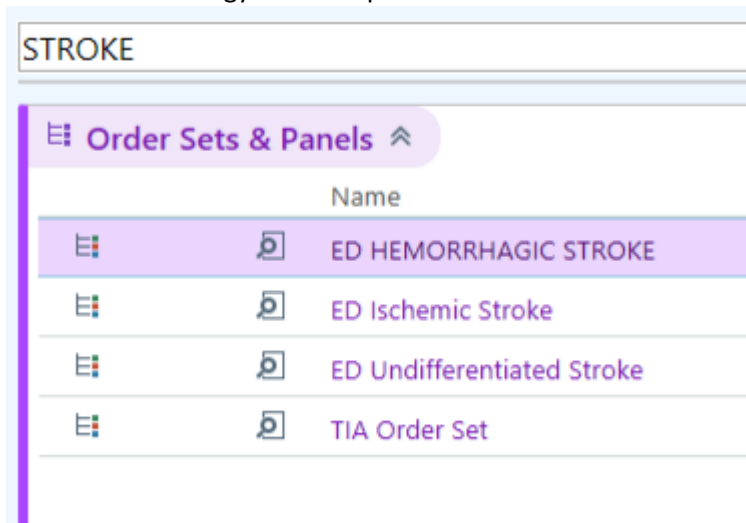 STROKE
Order Sets & Panels
Name
ED HEMORRHAGIC STROKE
ED Ischemic Stroke
ED Undifferentiated Stroke
TIA Order Set